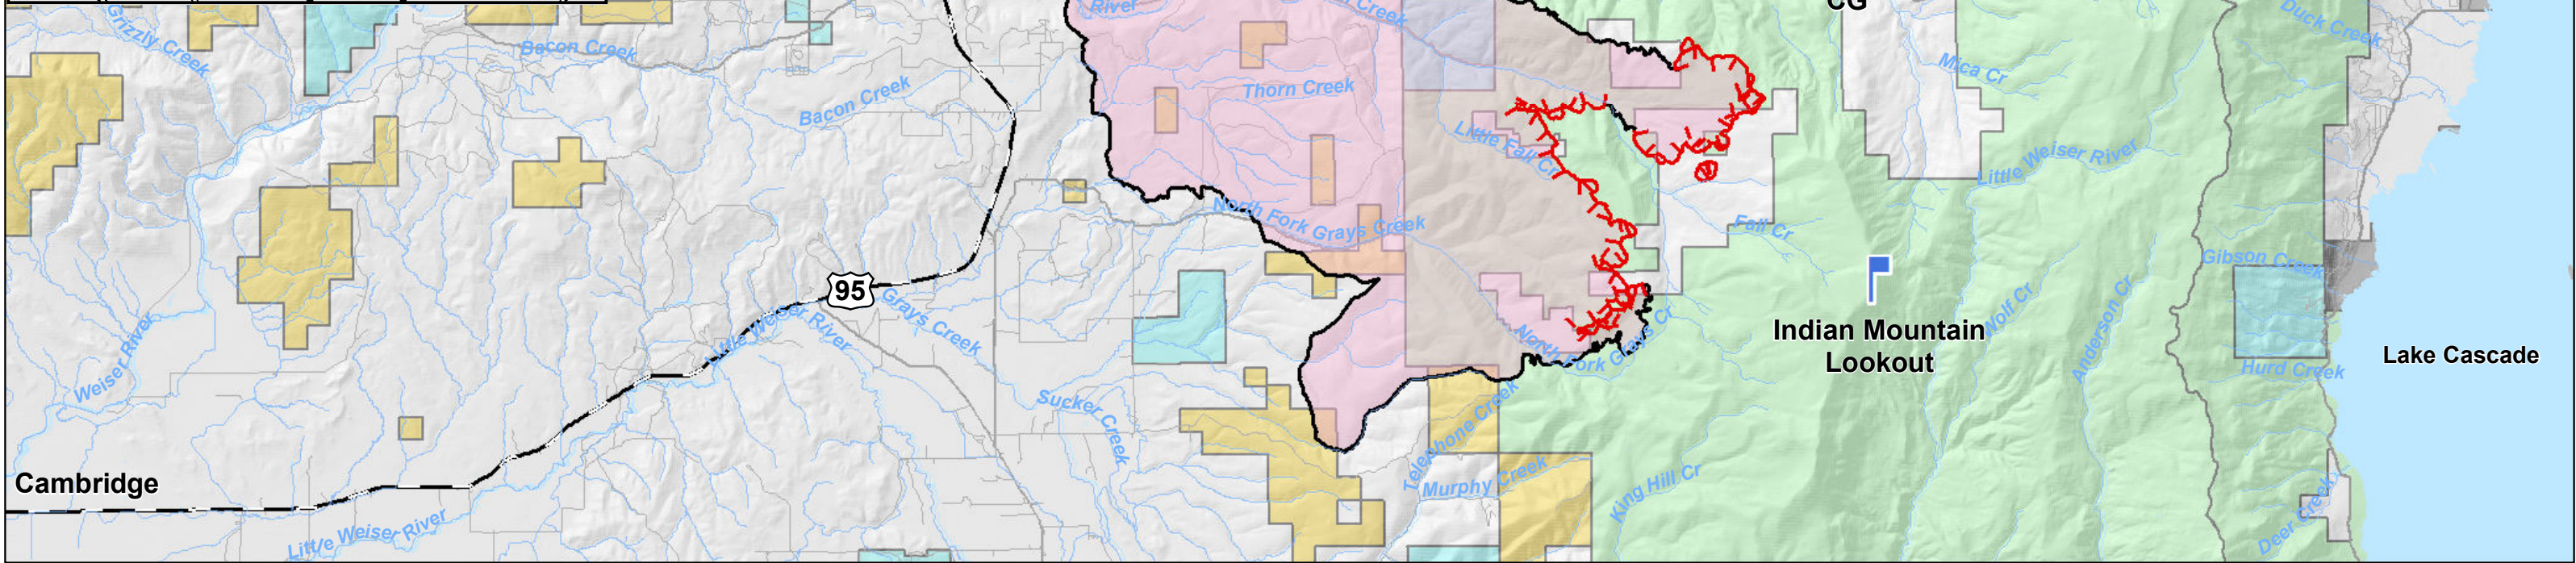 Grizzly Creek
Bacon Creek
River
Creek
CG
Duck Creek
Mica Cr
Bacon Creek
Thorn Creek
Little Fall Cr
Little Weiser River
North Fork Grays Creek
Fall Cr
Gibson Creek
95
Grays Creek
Weiser River
Little Weiser River
North Fork Grays Cr
Indian Mountain
Lookout
Wolf Cr
Anderson Cr
Lake Cascade
Hurd Creek
Sucker Creek
Telephone Creek
Cambridge
Murphy Creek
King Hill Cr
Deer Creek
Little Weiser River